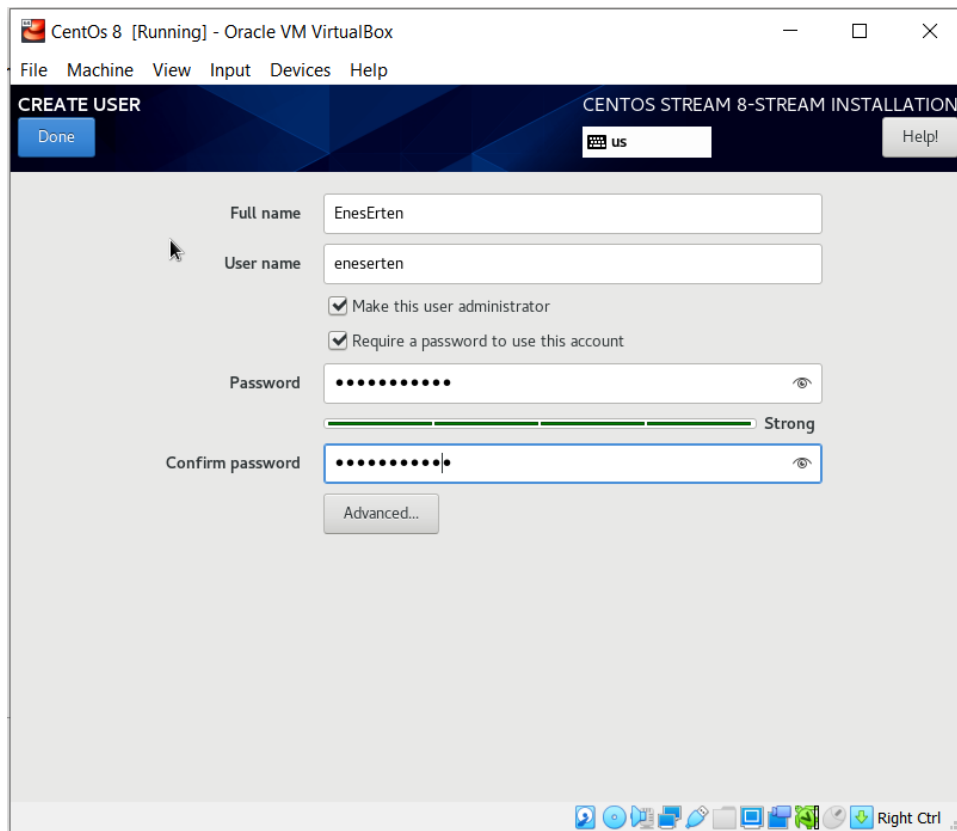 CentOs 8 [Running] - Oracle VM VirtualBox
File Machine View Input Devices Help
CREATE USER
CENTOS STREAM 8-STREAM INSTALLATION
Done
us
Help!
Full name
EnesErten
User name
eneserten
Make this user administrator
Require a password to use this account
Password
●●●●●●●●●●●
Strong
Confirm password
●●●●●●●●●●●
Advanced...
Right Ctrl